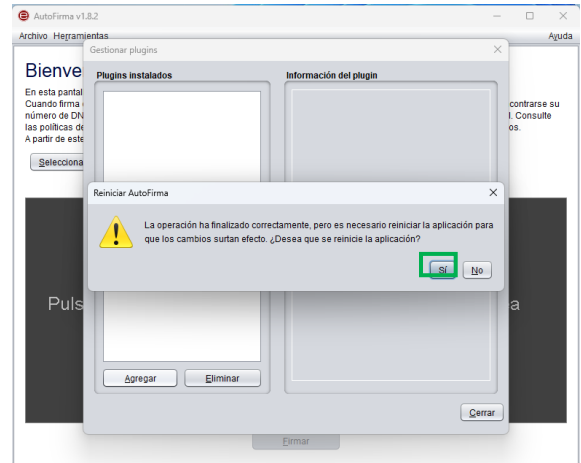 AutoFirma v1.8.2
Archivo Herramientas Ayuda
Gestionar plugins
Bienve
Plugins instalados Información del plugin
En esta pantal
Cuando firma contrarse su
número de DN l. Consulte
las políticas de os.
A partir de este
Selecciona
Reiniciar AutoFirma
La operación ha finalizado correctamente, pero es necesario reiniciar la aplicación para
que los cambios surtan efecto. ¿Desea que se reinicie la aplicación?
Sí No
Puls a
Agregar Eliminar
Cerrar
Firmar